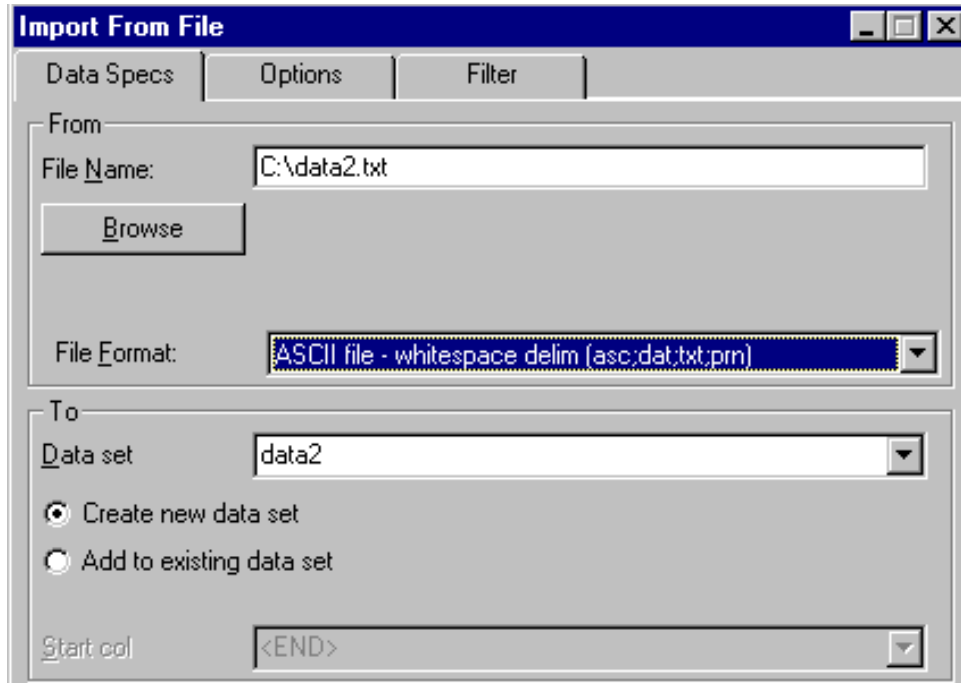 Import From File
Data Specs Options Filter
From
File Name: C:\data2.txt
Browse
File Format: ASCII file - whitespace delim (asc;dat;txt;prn)
To
Data set data2
Create new data set
Add to existing data set
Start col <END>